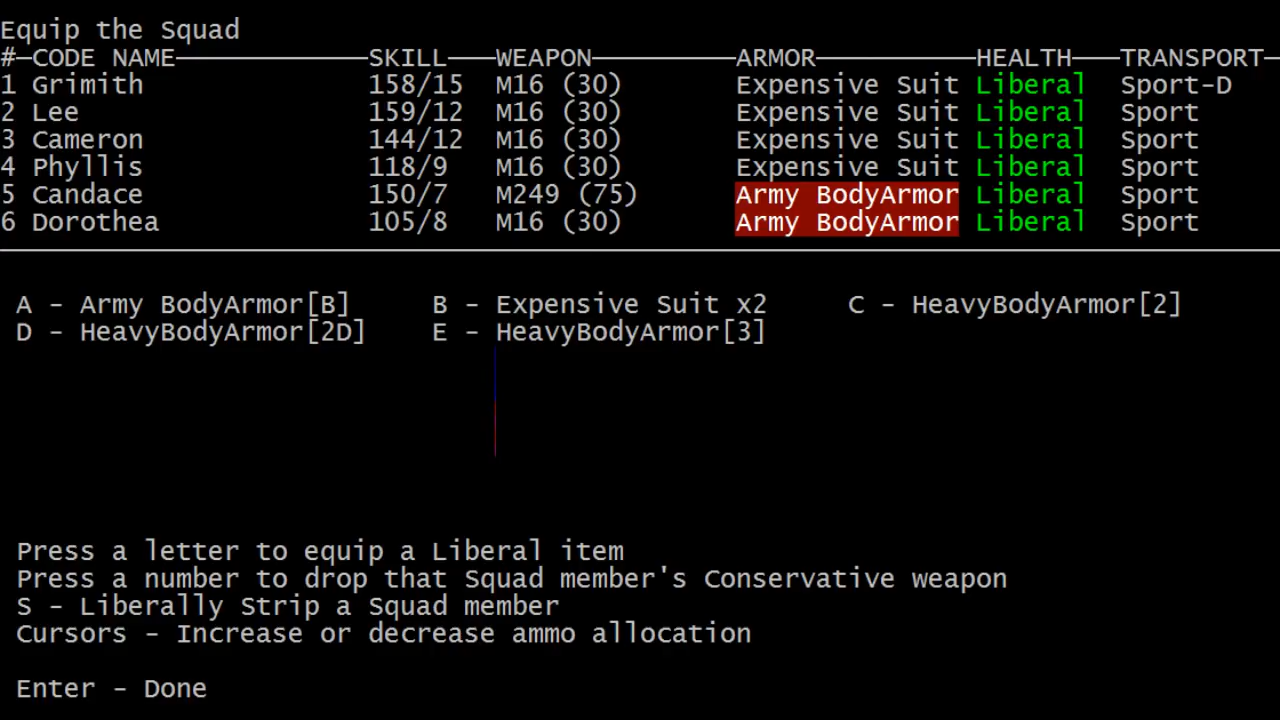 Equip the Squad
#—CODE NAME————————————SKILL———WEAPON—————————ARMOR——————————HEALTH———TRANSPORT—
1 Grimith 158/15 M16 (30) Expensive Suit Liberal Sport-D
2 Lee 159/12 M16 (30) Expensive Suit Liberal Sport
3 Cameron 144/12 M16 (30) Expensive Suit Liberal Sport
4 Phyllis 118/9 M16 (30) Expensive Suit Liberal Sport
5 Candace 150/7 M249 (75) Army BodyArmor Liberal Sport
6 Dorothea 105/8 M16 (30) Army BodyArmor Liberal Sport
A - Army BodyArmor[B] B - Expensive Suit x2 C - HeavyBodyArmor[2]
D - HeavyBodyArmor[2D] E - HeavyBodyArmor[3]
Press a letter to equip a Liberal item
Press a number to drop that Squad member's Conservative weapon
S - Liberally Strip a Squad member
Cursors - Increase or decrease ammo allocation
Enter - Done